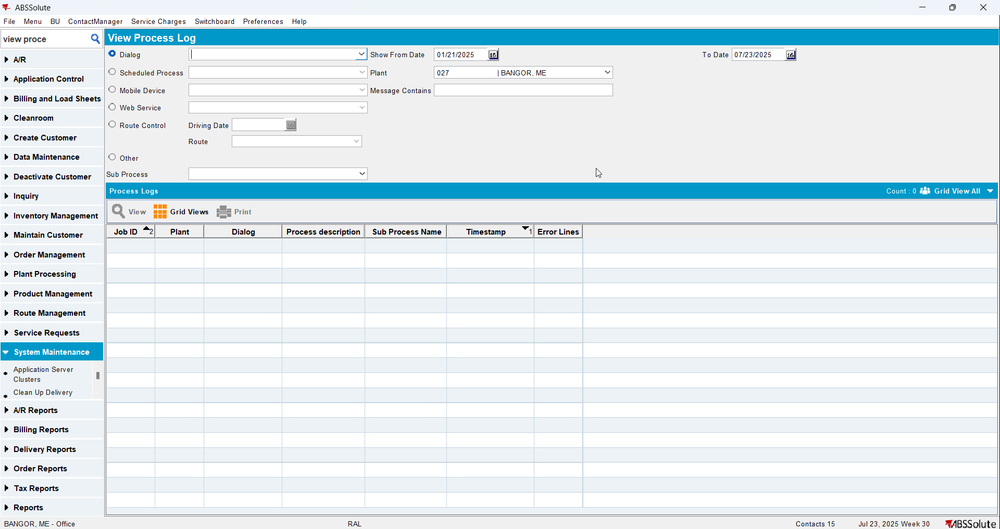 ABSSolute
File Menu BU ContactManager Service Charges Switchboard Preferences Help
view proce
View Process Log
A/R
Application Control
Billing and Load Sheets
Cleanroom
Create Customer
Data Maintenance
Deactivate Customer
Inquiry
Inventory Management
Maintain Customer
Order Management
Plant Processing
Product Management
Route Management
Service Requests
System Maintenance
Application Server
Clusters
Clean Up Delivery
A/R Reports
Billing Reports
Delivery Reports
Order Reports
Tax Reports
Reports
Dialog Show From Date 01/21/2025 16 To Date 07/23/2025 16
Scheduled Process Plant 027 | BANGOR, ME
Mobile Device Message Contains
Web Service
Route Control Driving Date 16
Route
Other
Sub Process
Process Logs Count : 0 Grid View All
View Grid Views Print
Job ID 2 Plant Dialog Process description Sub Process Name Timestamp 1 Error Lines
BANGOR, ME - Office RAL Contacts 15 Jul 23, 2025 Week 30 ABSSolute